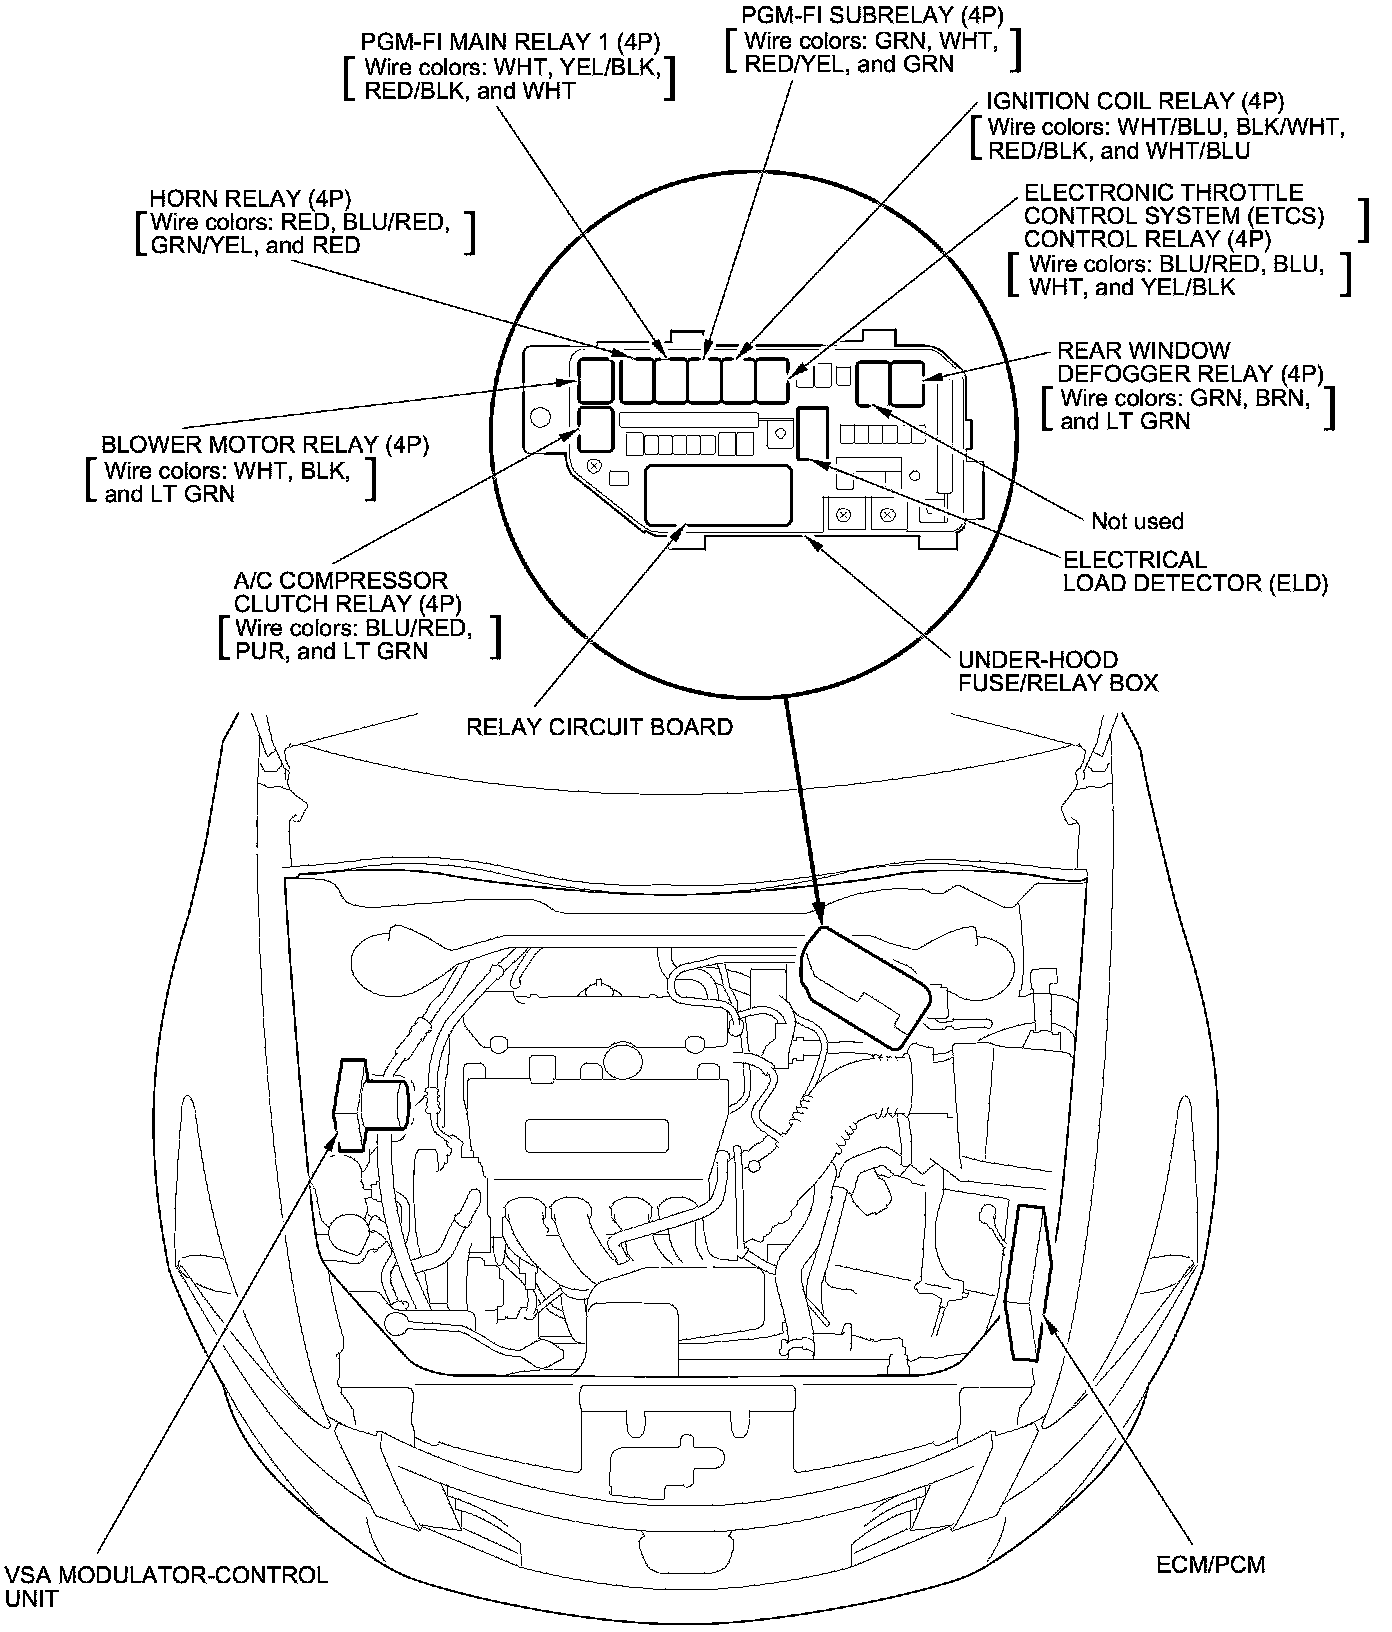 PGM-FI SUBRELAY (4P)
Wire colors: GRN, WHT,
RED/YEL, and GRN
PGM-FI MAIN RELAY 1 (4P)
Wire colors: WHT, YEL/BLK,
RED/BLK, and WHT
IGNITION COIL RELAY (4P)
Wire colors: WHT/BLU, BLK/WHT,
RED/BLK, and WHT/BLU
HORN RELAY (4P)
Wire colors: RED, BLU/RED,
GRN/YEL, and RED
ELECTRONIC THROTTLE
CONTROL SYSTEM (ETCS)
CONTROL RELAY (4P)
Wire colors: BLU/RED, BLU,
WHT, and YEL/BLK
REAR WINDOW
DEFOGGER RELAY (4P)
Wire colors: GRN, BRN,
and LT GRN
BLOWER MOTOR RELAY (4P)
Wire colors: WHT, BLK,
and LT GRN
Not used
ELECTRICAL
LOAD DETECTOR (ELD)
A/C COMPRESSOR
CLUTCH RELAY (4P)
Wire colors: BLU/RED,
PUR, and LT GRN
UNDER-HOOD
FUSE/RELAY BOX
RELAY CIRCUIT BOARD
VSA MODULATOR-CONTROL
UNIT
ECM/PCM